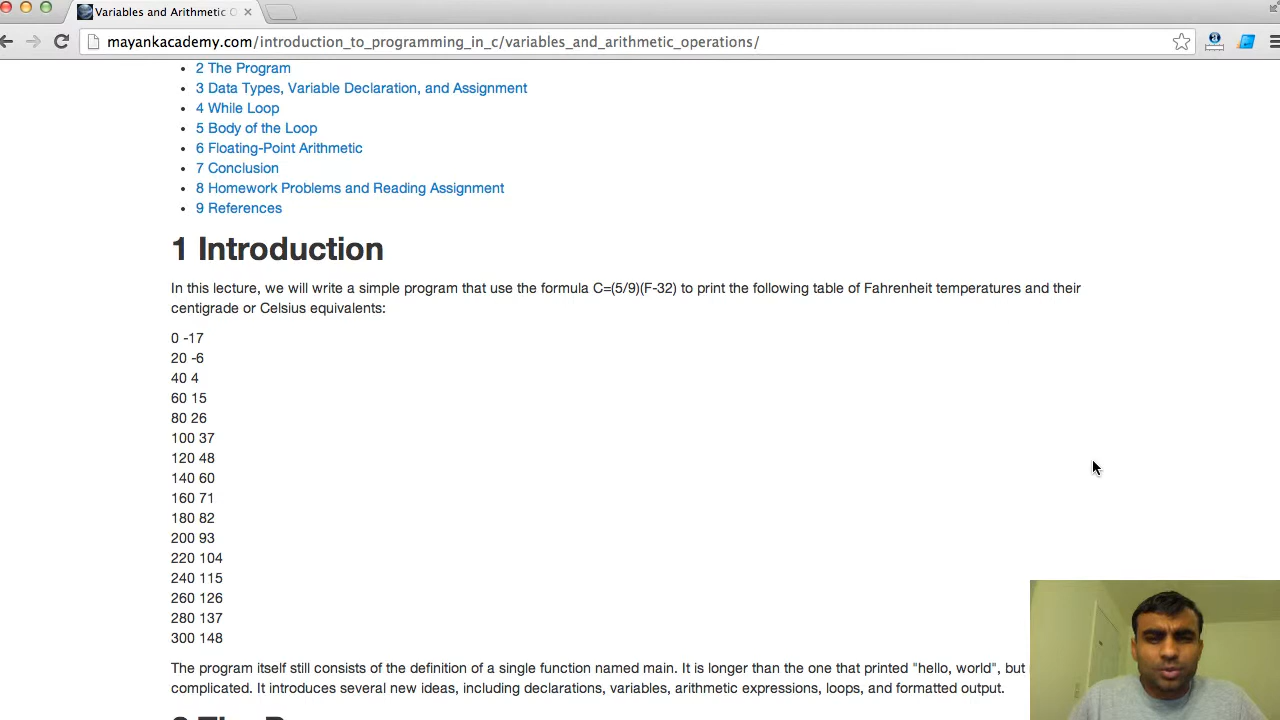 Variables and Arithmetic O
mayankacademy.com/introduction_to_programming_in_c/variables_and_arithmetic_operations/
2 The Program
3 Data Types, Variable Declaration, and Assignment
4 While Loop
5 Body of the Loop
6 Floating-Point Arithmetic
7 Conclusion
8 Homework Problems and Reading Assignment
9 References
1 Introduction
In this lecture, we will write a simple program that use the formula C=(5/9)(F-32) to print the following table of Fahrenheit temperatures and their
centigrade or Celsius equivalents:
0 -17
20 -6
40 4
60 15
80 26
100 37
120 48
140 60
160 71
180 82
200 93
220 104
240 115
260 126
280 137
300 148
The program itself still consists of the definition of a single function named main. It is longer than the one that printed "hello, world", but
complicated. It introduces several new ideas, including declarations, variables, arithmetic expressions, loops, and formatted output.